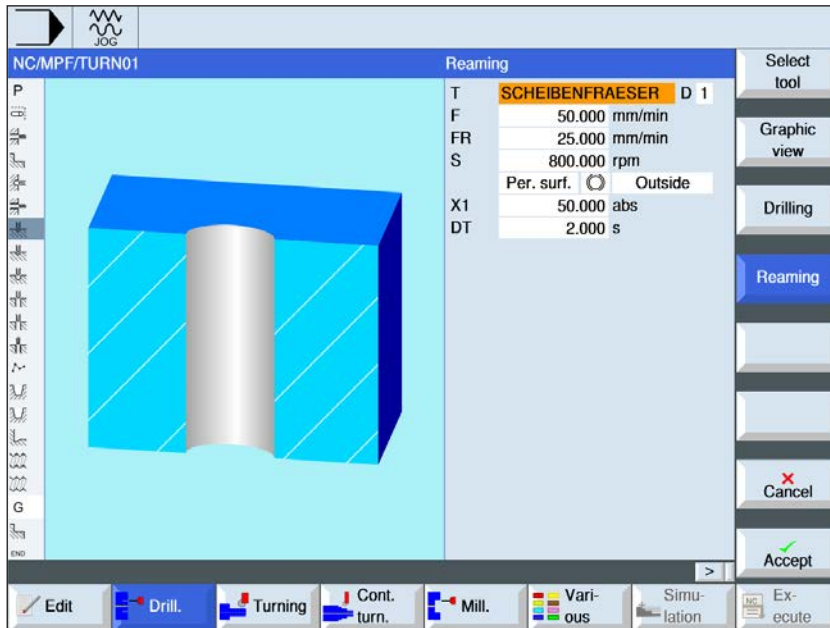 JOG
NC/MPF/TURN01
Reaming
Select
tool
P
T SCHEIBENFRAESER D 1
F 50.000 mm/min
FR 25.000 mm/min
S 800.000 rpm
Per. surf. Outside
X1 50.000 abs
DT 2.000 s
Graphic
view
Drilling
Reaming
G
END
Cancel
Accept
>
Edit
Drill.
Turning
Cont.
turn.
Mill.
Vari-
ous
Simu-
lation
NC
Ex-
ecute